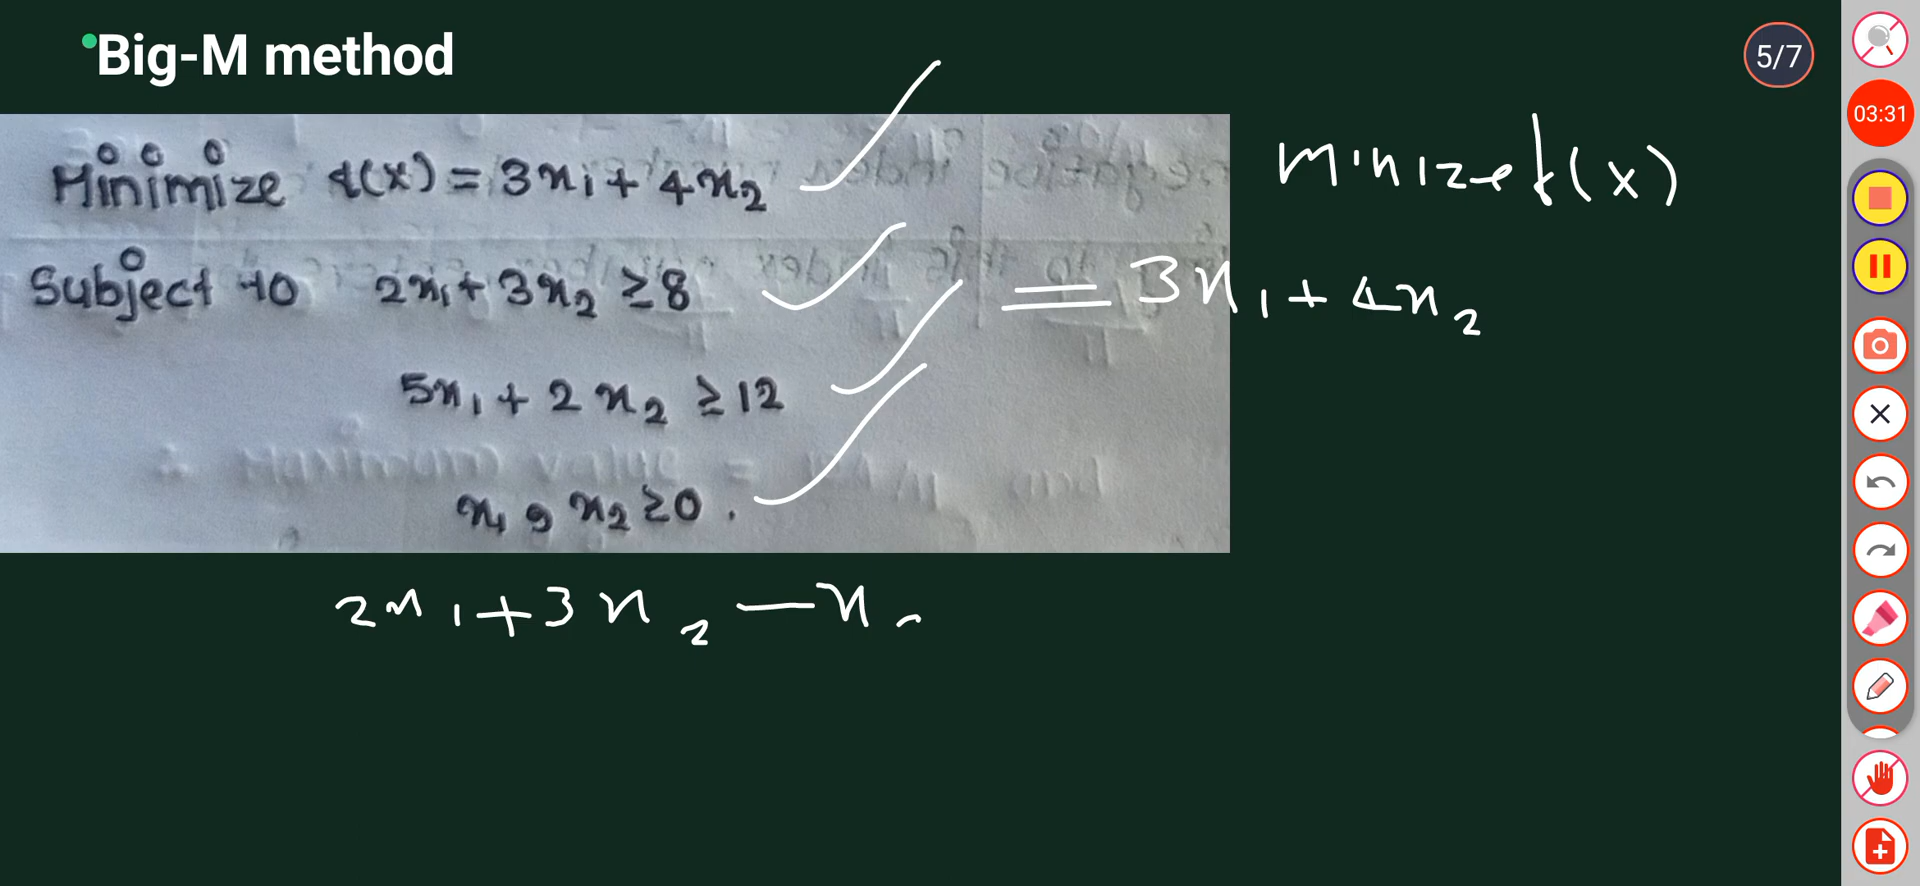 Big-M method
5/7
03:31
Minimize f(x) = 3x₁ + 4x₂
Subject to 2x₁ + 3x₂ ≥ 8
5x₁ + 2x₂ ≥ 12
x₁, x₂ ≥ 0.
Minize f(x)
= 3x₁ + 4x₂
2x₁ + 3x₂ — x